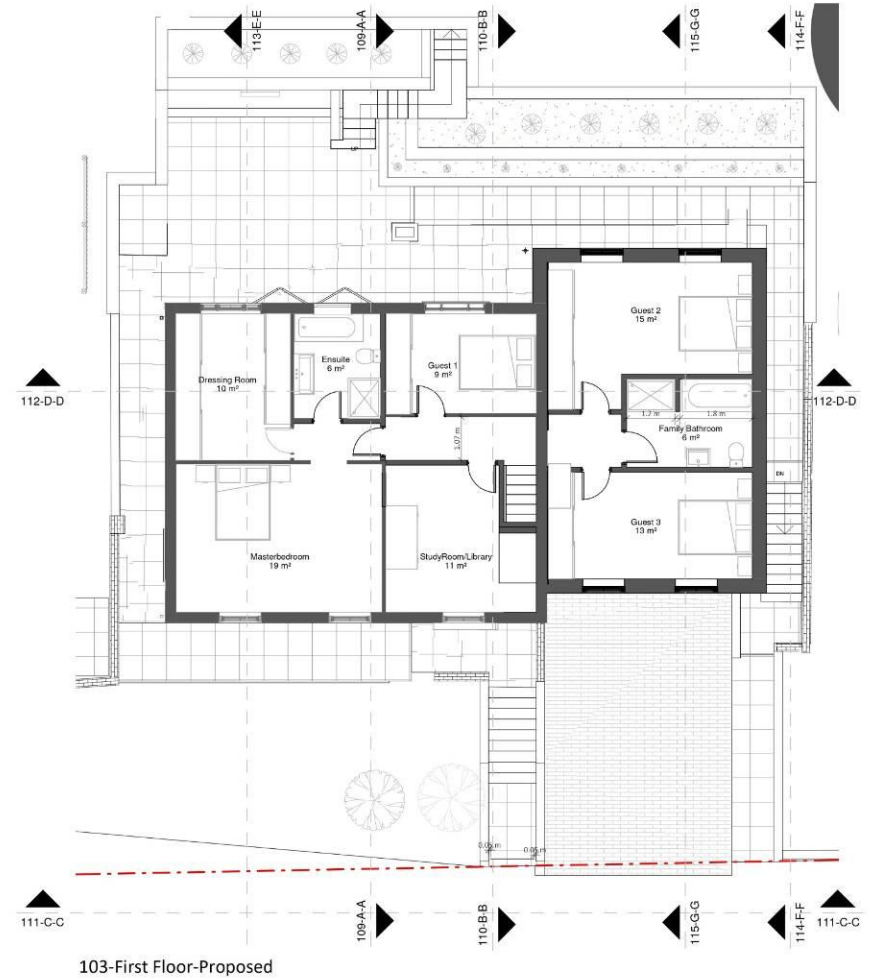 113-E-E
109-A-A
110-B-B
115-G-G
114-F-F
UP
112-D-D
112-D-D
Guest 2
15 m²
Ensuite
6 m²
Guest 1
9 m²
Dressing Room
10 m²
1.2 m
1.8 m
Family Bathroom
6 m²
1.07 m
DN
Masterbedroom
19 m²
StudyRoom/Library
11 m²
Guest 3
13 m²
0.05 m
0.05 m
111-C-C
109-A-A
110-B-B
115-G-G
114-F-F
111-C-C
103-First Floor-Proposed